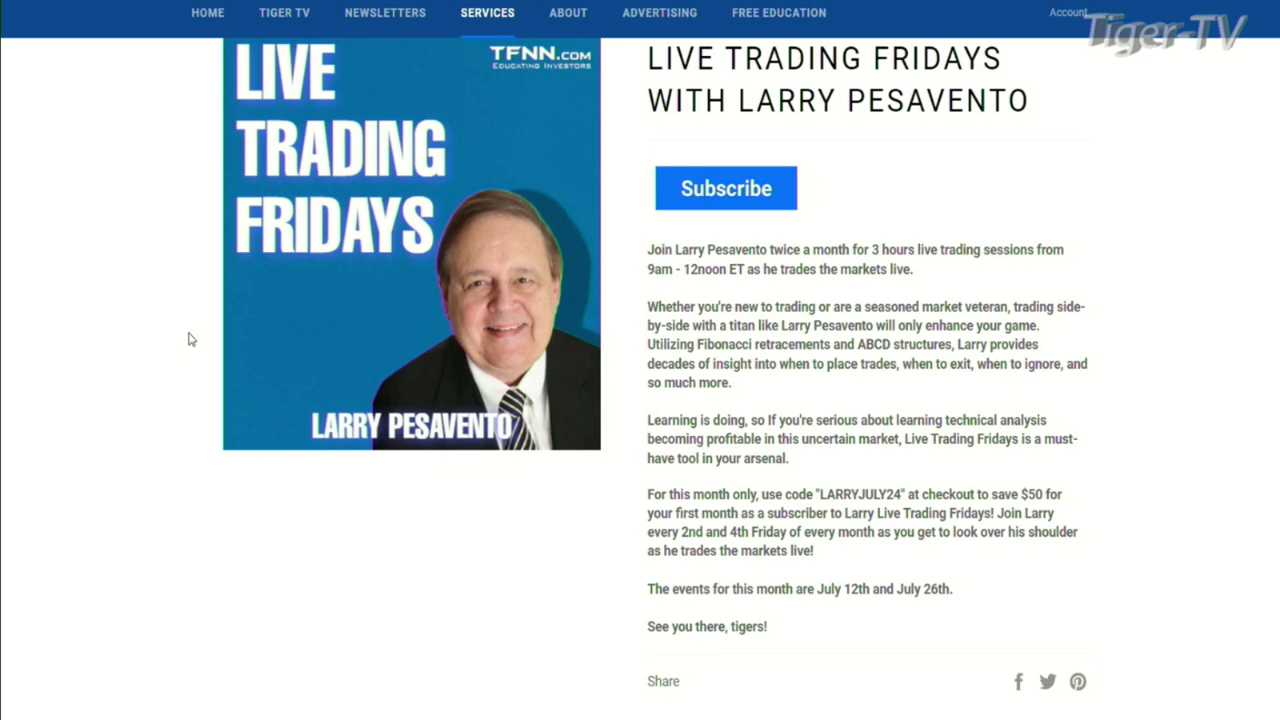 HOME TIGER TV NEWSLETTERS SERVICES ABOUT ADVERTISING FREE EDUCATION Account
Tiger-TV
LIVE
TRADING
FRIDAYS
TFNN.COM
EDUCATING INVESTORS
LARRY PESAVENTO
LIVE TRADING FRIDAYS
WITH LARRY PESAVENTO
Subscribe
Join Larry Pesavento twice a month for 3 hours live trading sessions from
9am - 12noon ET as he trades the markets live.
Whether you're new to trading or are a seasoned market veteran, trading side-
by-side with a titan like Larry Pesavento will only enhance your game.
Utilizing Fibonacci retracements and ABCD structures, Larry provides
decades of insight into when to place trades, when to exit, when to ignore, and
so much more.
Learning is doing, so If you're serious about learning technical analysis
becoming profitable in this uncertain market, Live Trading Fridays is a must-
have tool in your arsenal.
For this month only, use code "LARRYJULY24" at checkout to save $50 for
your first month as a subscriber to Larry Live Trading Fridays! Join Larry
every 2nd and 4th Friday of every month as you get to look over his shoulder
as he trades the markets live!
The events for this month are July 12th and July 26th.
See you there, tigers!
Share